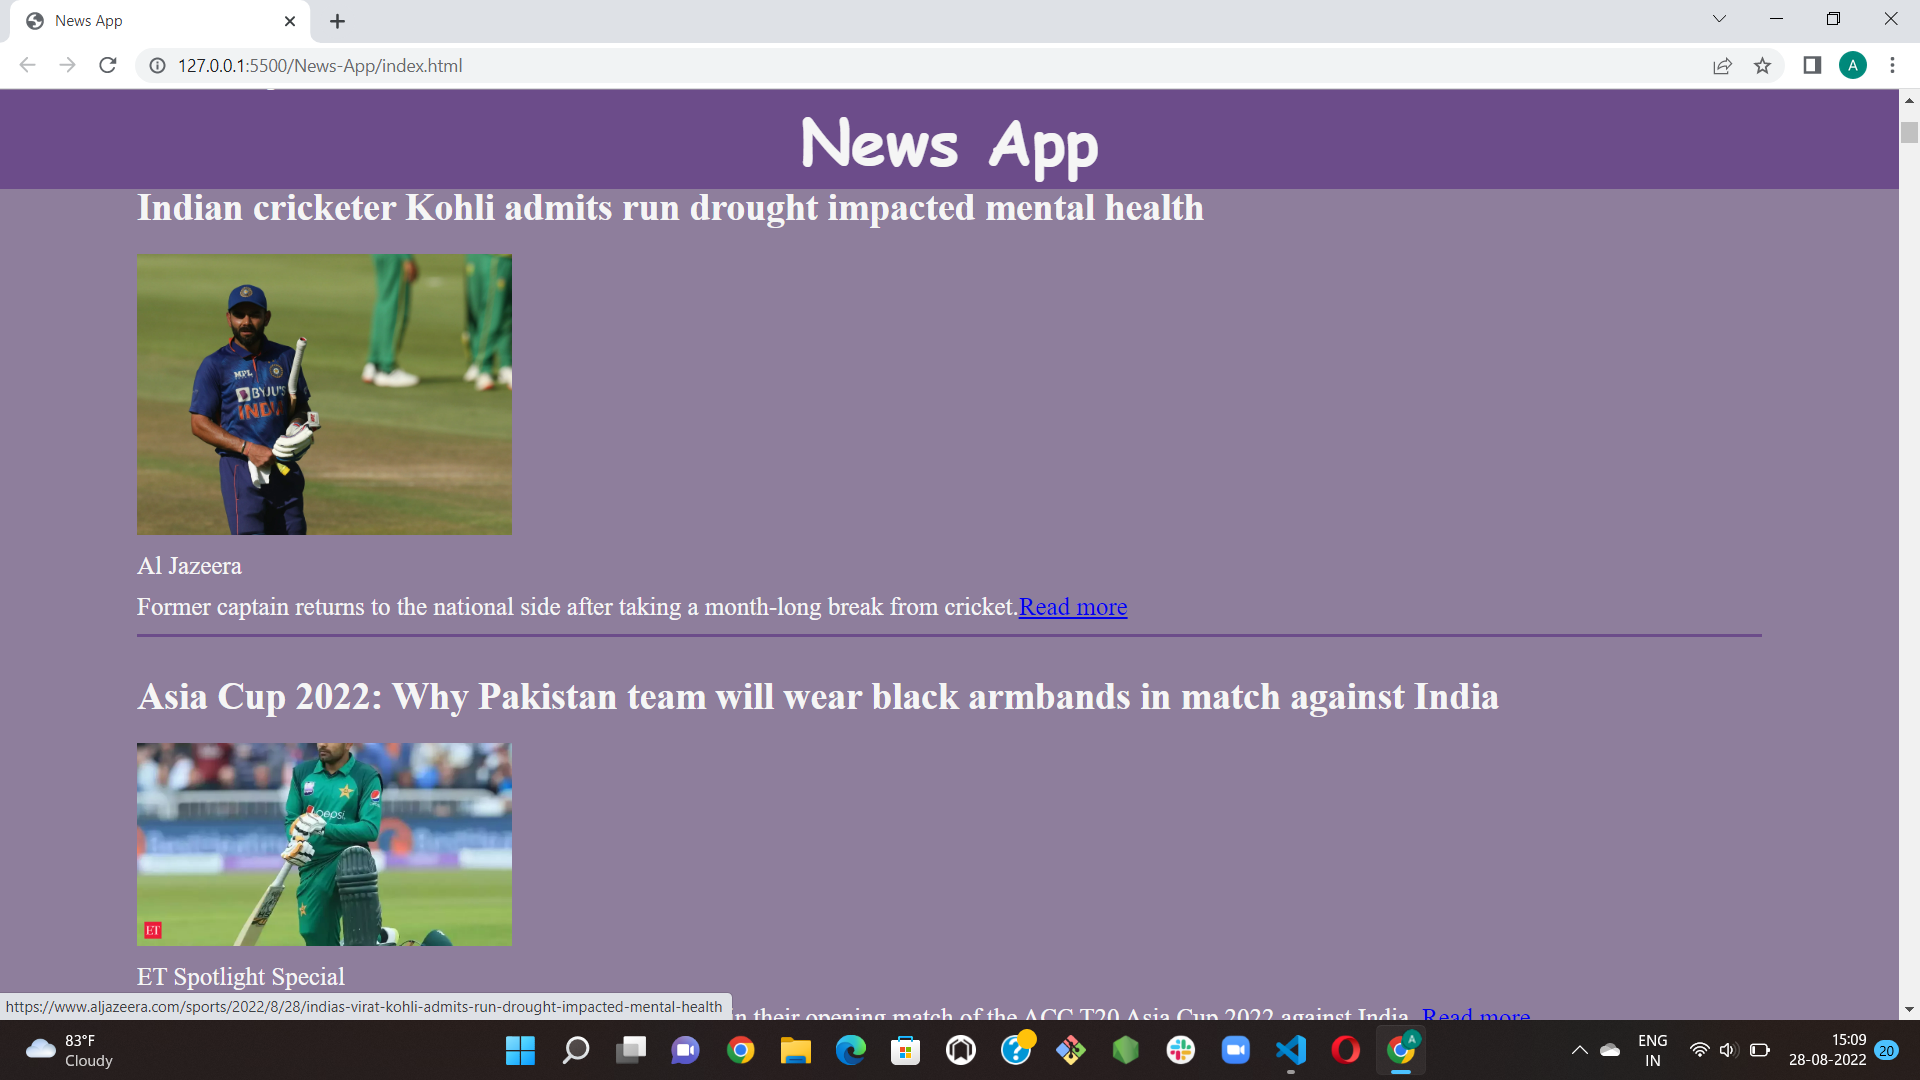 News App
127.0.0.1:5500/News-App/index.html
A
News App
Indian cricketer Kohli admits run drought impacted mental health
MPL
BYJU'S
INDIA
Al Jazeera
Former captain returns to the national side after taking a month-long break from cricket.Read more
Asia Cup 2022: Why Pakistan team will wear black armbands in match against India
pepsi
ET
ET Spotlight Special
https://www.aljazeera.com/sports/2022/8/28/indias-virat-kohli-admits-run-drought-impacted-mental-health
in their opening match of the ACC T20 Asia Cup 2022 against India. Read more
83°F
Cloudy
A
ENG
IN
15:09
28-08-2022
20